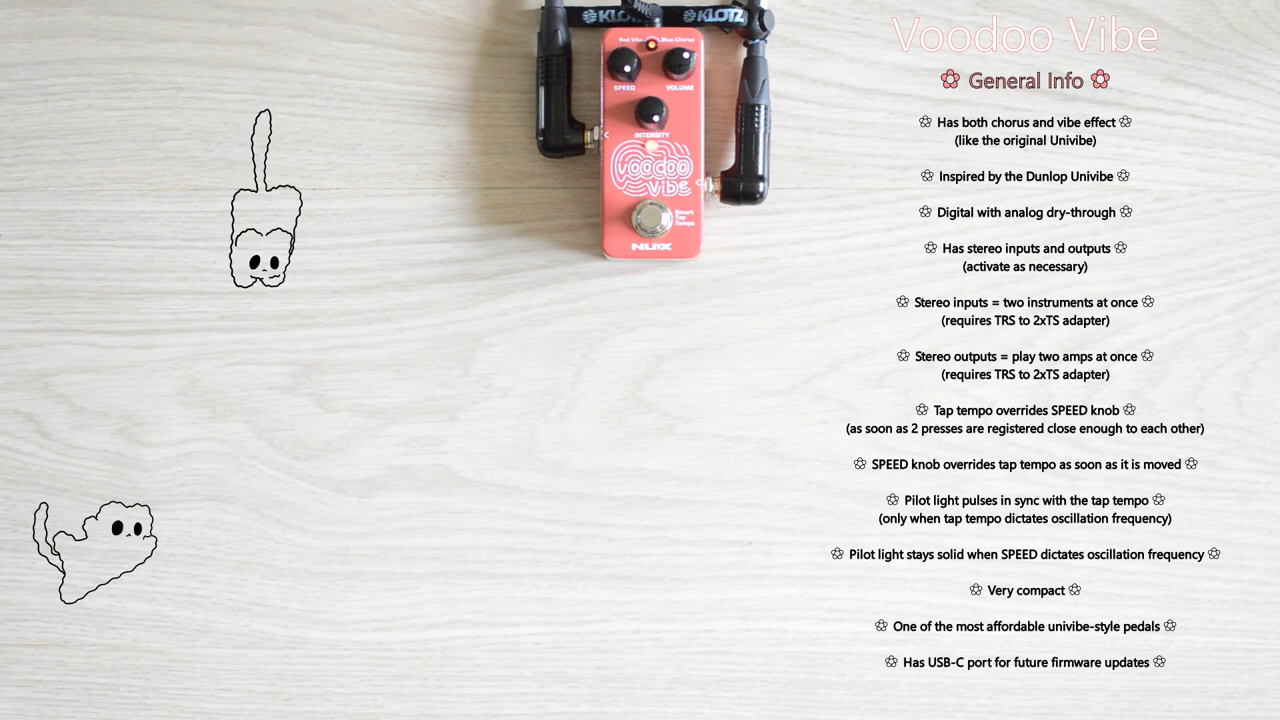 KLOTZ
KLOTZ
Red Vibe
Blue Chorus
SPEED
VOLUME
INTENSITY
voodoo
vibe
Smart
Tap
Tempo
NUX
Voodoo Vibe
General Info
Has both chorus and vibe effect
(like the original Univibe)
Inspired by the Dunlop Univibe
Digital with analog dry-through
Has stereo inputs and outputs
(activate as necessary)
Stereo inputs = two instruments at once
(requires TRS to 2xTS adapter)
Stereo outputs = play two amps at once
(requires TRS to 2xTS adapter)
Tap tempo overrides SPEED knob
(as soon as 2 presses are registered close enough to each other)
SPEED knob overrides tap tempo as soon as it is moved
Pilot light pulses in sync with the tap tempo
(only when tap tempo dictates oscillation frequency)
Pilot light stays solid when SPEED dictates oscillation frequency
Very compact
One of the most affordable univibe-style pedals
Has USB-C port for future firmware updates